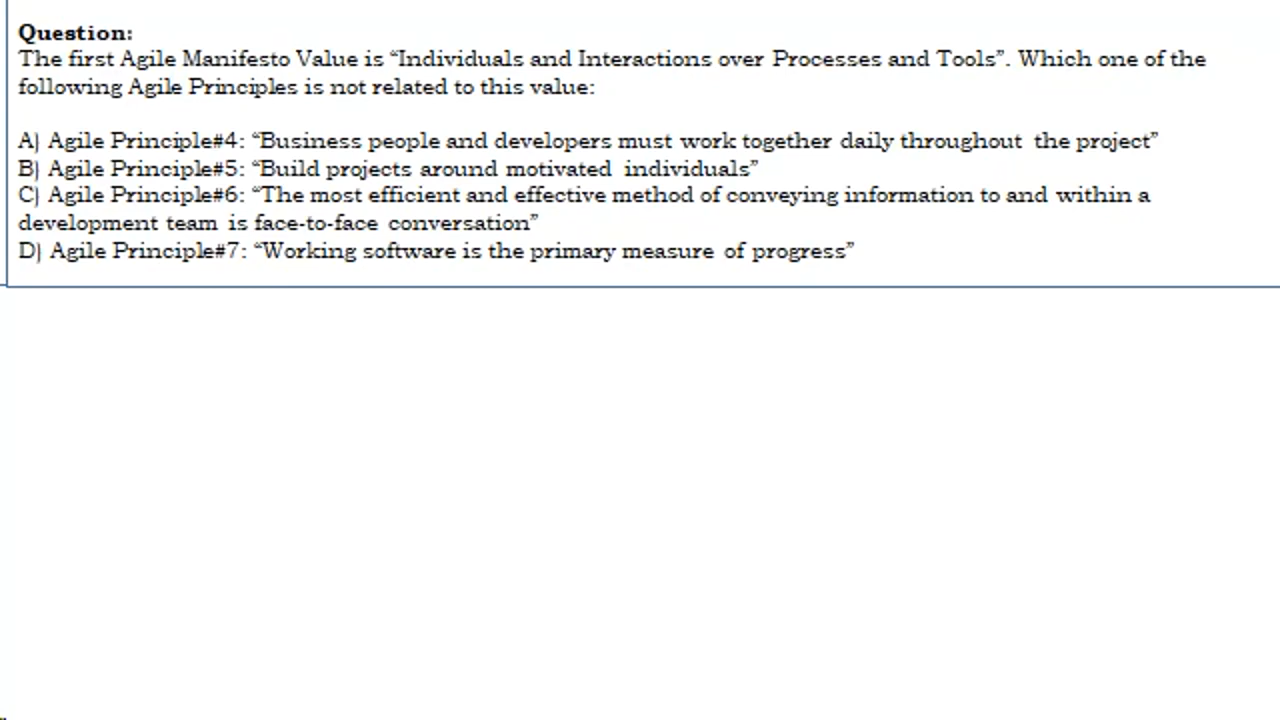 Question:
The first Agile Manifesto Value is “Individuals and Interactions over Processes and Tools”. Which one of the
following Agile Principles is not related to this value:
A) Agile Principle#4: “Business people and developers must work together daily throughout the project”
B) Agile Principle#5: “Build projects around motivated individuals”
C) Agile Principle#6: “The most efficient and effective method of conveying information to and within a
development team is face-to-face conversation”
D) Agile Principle#7: “Working software is the primary measure of progress”